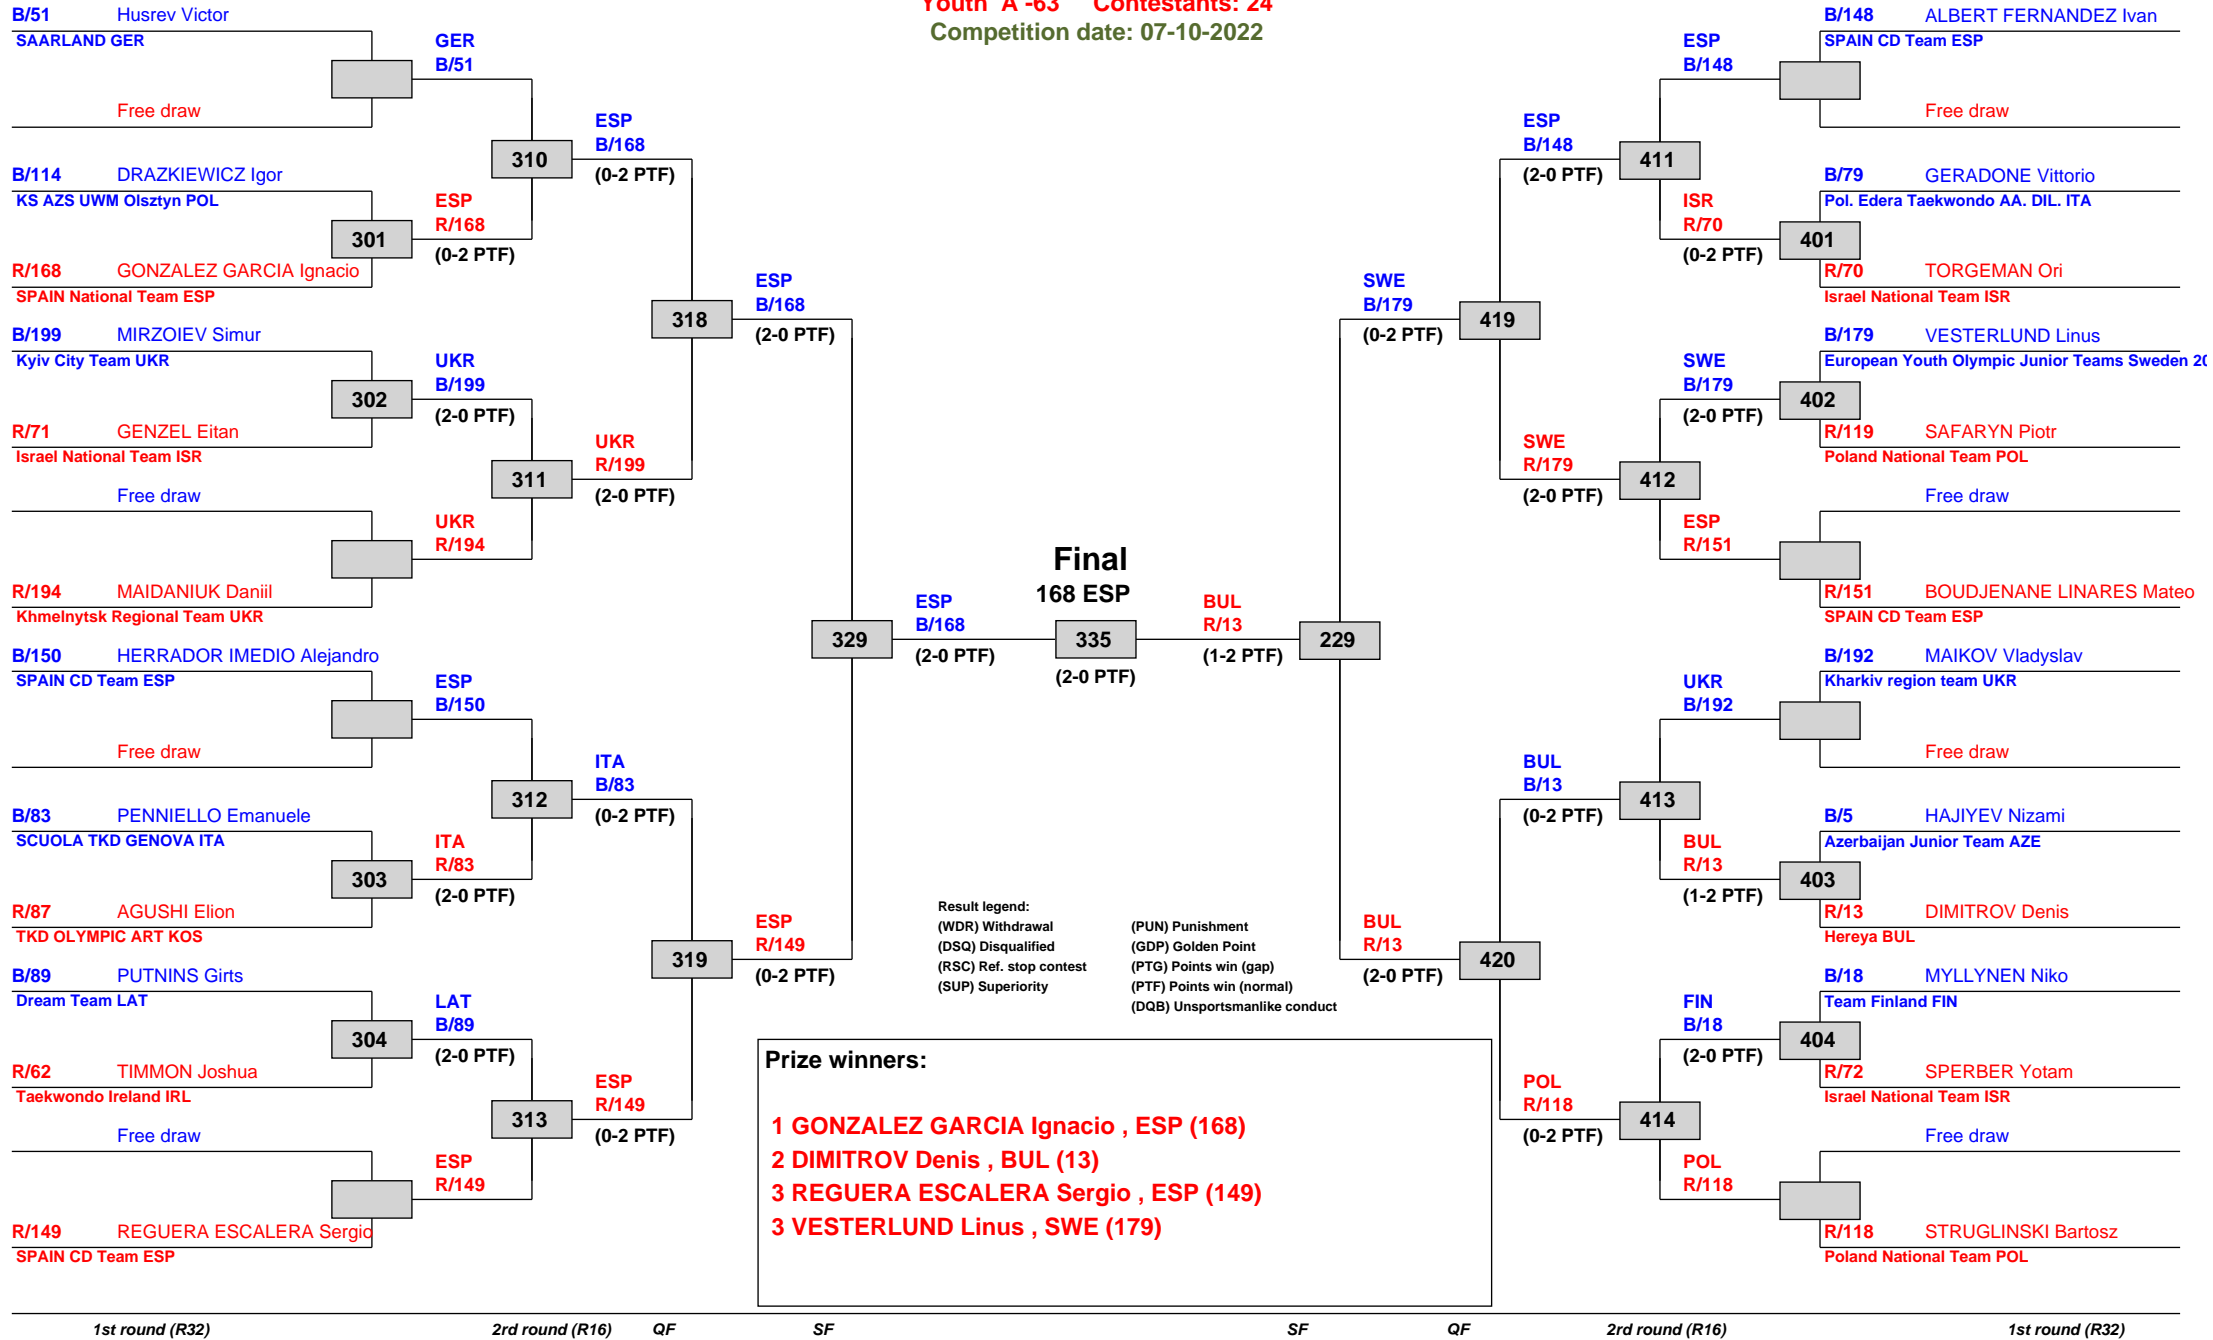 Youth A -63 Contestants: 24
Competition date: 07-10-2022
B/51 Husrev Victor
SAARLAND GER
Free draw
B/114 DRAZKIEWICZ Igor
KS AZS UWM Olsztyn POL
301
R/168 GONZALEZ GARCIA Ignacio
SPAIN National Team ESP
B/199 MIRZOIEV Simur
Kyiv City Team UKR
302
R/71 GENZEL Eitan
Israel National Team ISR
Free draw
R/194 MAIDANIUK Daniil
Khmelnytsk Regional Team UKR
B/150 HERRADOR IMEDIO Alejandro
SPAIN CD Team ESP
Free draw
B/83 PENNIELLO Emanuele
SCUOLA TKD GENOVA ITA
303
R/87 AGUSHI Elion
TKD OLYMPIC ART KOS
B/89 PUTNINS Girts
Dream Team LAT
304
R/62 TIMMON Joshua
Taekwondo Ireland IRL
Free draw
R/149 REGUERA ESCALERA Sergio
SPAIN CD Team ESP
GER
B/51
310
ESP
R/168
(0-2 PTF)
UKR
B/199
(2-0 PTF)
311
UKR
R/194
ESP
B/150
312
ITA
R/83
(2-0 PTF)
LAT
B/89
(2-0 PTF)
313
ESP
R/149
ESP
B/168
(0-2 PTF)
318
UKR
R/199
(2-0 PTF)
ITA
B/83
(0-2 PTF)
319
ESP
R/149
(0-2 PTF)
ESP
B/168
(2-0 PTF)
329
ESP
R/149
(0-2 PTF)
ESP
B/168
(2-0 PTF)
Final
168 ESP
335
(2-0 PTF)
BUL
R/13
(1-2 PTF)
SWE
B/179
(0-2 PTF)
229
BUL
R/13
(2-0 PTF)
ESP
B/148
(2-0 PTF)
419
SWE
R/179
(2-0 PTF)
BUL
B/13
(0-2 PTF)
420
POL
R/118
(0-2 PTF)
ESP
B/148
411
ISR
R/70
(0-2 PTF)
SWE
B/179
(2-0 PTF)
412
ESP
R/151
UKR
B/192
413
BUL
R/13
(1-2 PTF)
FIN
B/18
(2-0 PTF)
414
POL
R/118
B/148 ALBERT FERNANDEZ Ivan
SPAIN CD Team ESP
Free draw
B/79 GERADONE Vittorio
Pol. Edera Taekwondo AA. DIL. ITA
401
R/70 TORGEMAN Ori
Israel National Team ISR
B/179 VESTERLUND Linus
European Youth Olympic Junior Teams Sweden 20
402
R/119 SAFARYN Piotr
Poland National Team POL
Free draw
R/151 BOUDJENANE LINARES Mateo
SPAIN CD Team ESP
B/192 MAIKOV Vladyslav
Kharkiv region team UKR
Free draw
B/5 HAJIYEV Nizami
Azerbaijan Junior Team AZE
403
R/13 DIMITROV Denis
Hereya BUL
B/18 MYLLYNEN Niko
Team Finland FIN
404
R/72 SPERBER Yotam
Israel National Team ISR
Free draw
R/118 STRUGLINSKI Bartosz
Poland National Team POL
Result legend:
(WDR) Withdrawal (PUN) Punishment
(DSQ) Disqualified (GDP) Golden Point
(RSC) Ref. stop contest (PTG) Points win (gap)
(SUP) Superiority (PTF) Points win (normal)
(DQB) Unsportsmanlike conduct
Prize winners:
1 GONZALEZ GARCIA Ignacio , ESP (168)
2 DIMITROV Denis , BUL (13)
3 REGUERA ESCALERA Sergio , ESP (149)
3 VESTERLUND Linus , SWE (179)
1st round (R32) 2rd round (R16) QF SF SF QF 2rd round (R16) 1st round (R32)